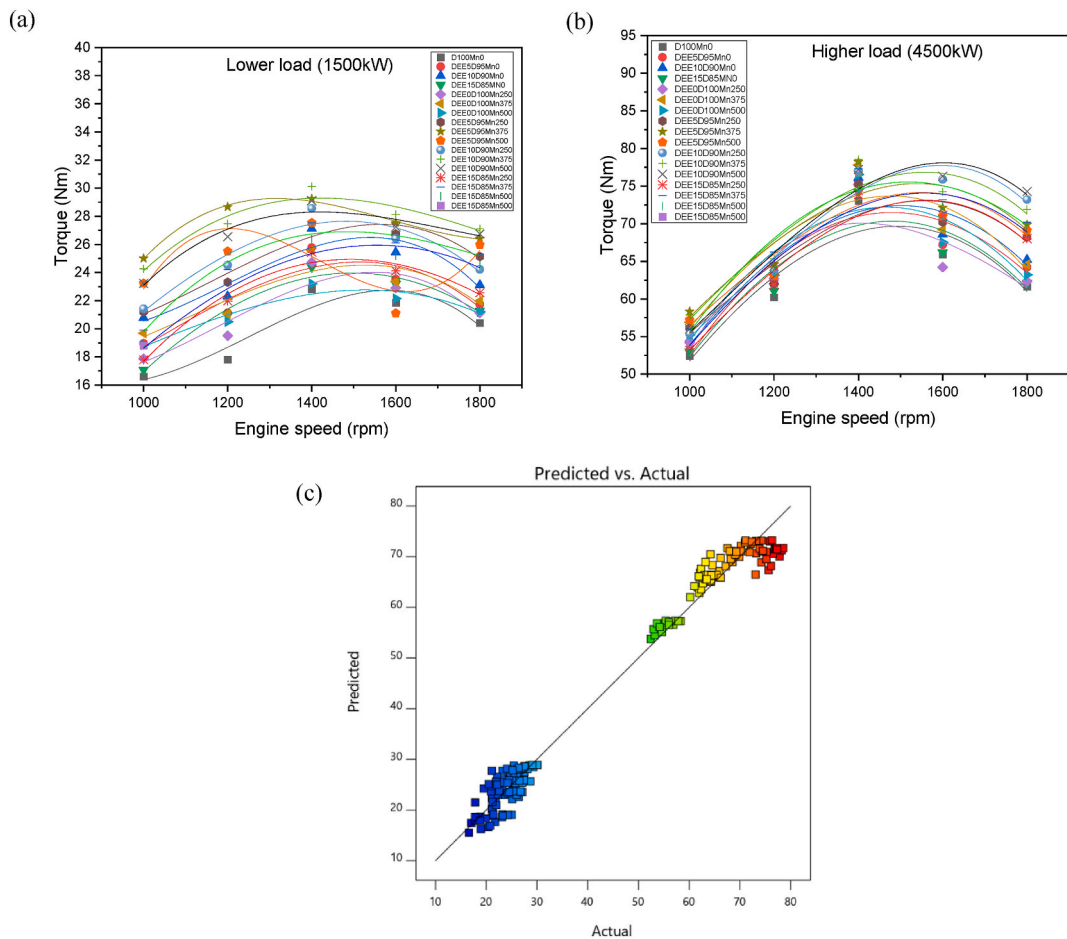 (a)
Lower load (1500kW)
Torque (Nm)
40
38
36
34
32
30
28
26
24
22
20
18
16
1000
1200
1400
1600
1800
Engine speed (rpm)
D100Mn0
DEE5D95Mn0
DEE10D90Mn0
DEE15D85MN0
DEE0D100Mn250
DEE0D100Mn375
DEE0D100Mn500
DEE5D95Mn250
DEE5D95Mn375
DEE5D95Mn500
DEE10D90Mn250
DEE10D90Mn375
DEE10D90Mn500
DEE15D85Mn250
DEE15D85Mn375
DEE15D85Mn500
DEE15D85Mn500
(b)
Higher load (4500kW)
Torque (Nm)
95
90
85
80
75
70
65
60
55
50
1000
1200
1400
1600
1800
Engine speed (rpm)
D100Mn0
DEE5D95Mn0
DEE10D90Mn0
DEE15D85MN0
DEE0D100Mn250
DEE0D100Mn375
DEE0D100Mn500
DEE5D95Mn250
DEE5D95Mn375
DEE5D95Mn500
DEE10D90Mn250
DEE10D90Mn375
DEE10D90Mn500
DEE15D85Mn250
DEE15D85Mn375
DEE15D85Mn500
DEE15D85Mn500
(c)
Predicted vs. Actual
Predicted
80
70
60
50
40
30
20
10
10
20
30
40
50
60
70
80
Actual